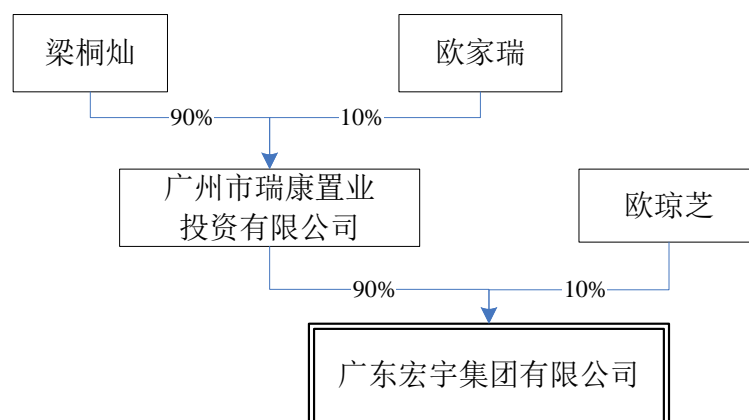 梁桐灿
欧家瑞
90%
10%
广州市瑞康置业
投资有限公司
欧琼芝
90%
10%
广东宏宇集团有限公司